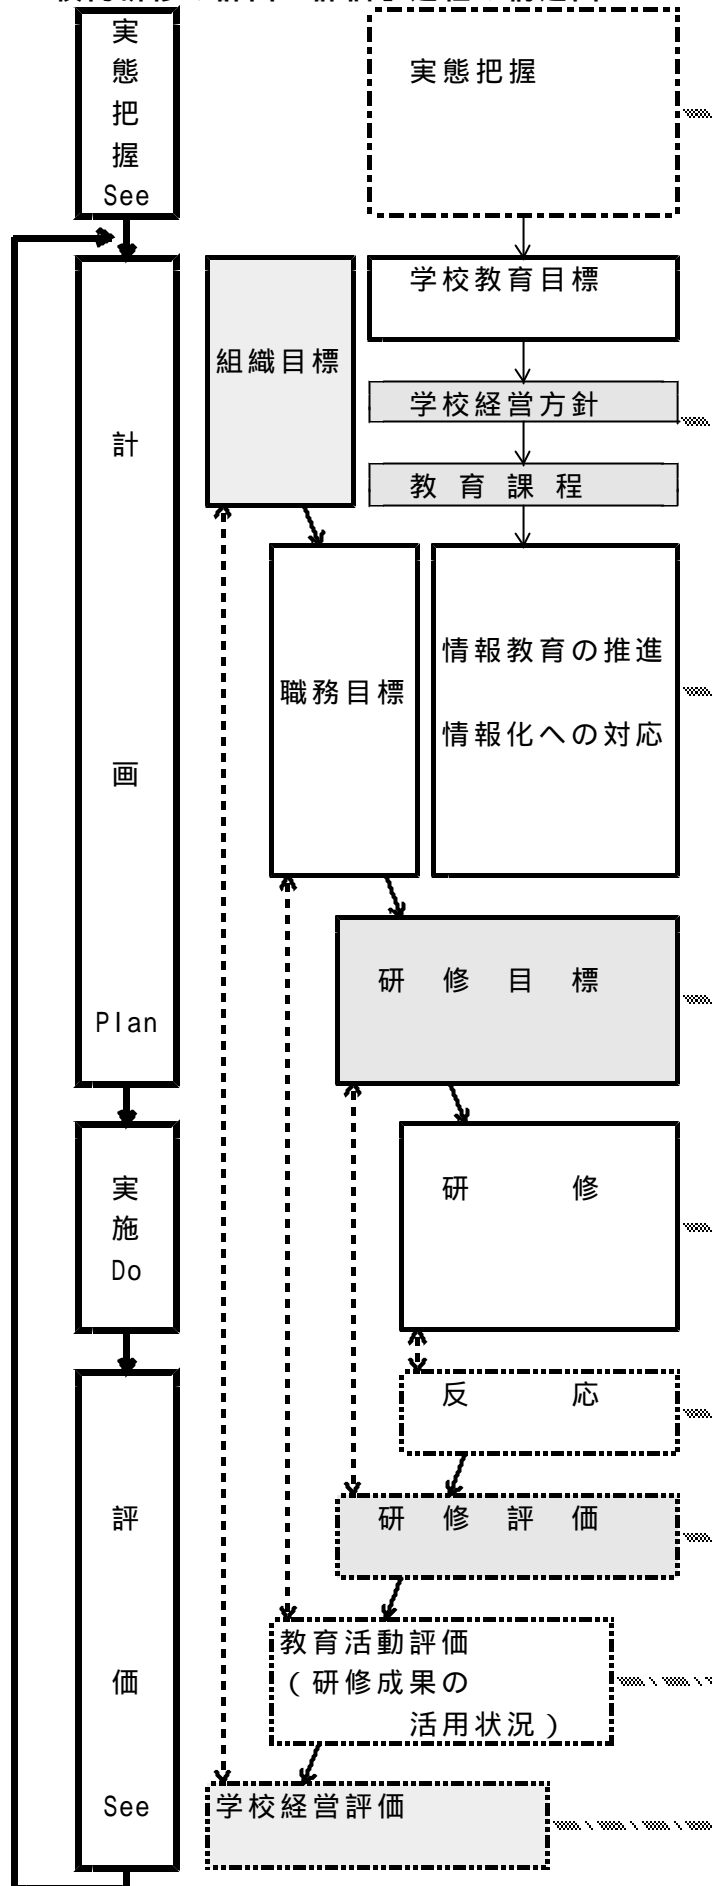 実態把握
See
実態把握
学校教育目標
組織目標
学校経営方針
教育課程
計画
Plan
職務目標
情報教育の推進
情報化への対応
研修目標
実施
Do
研修
反応
評価
See
研修評価
教育活動評価
(研修成果の
活用状況)
学校経営評価